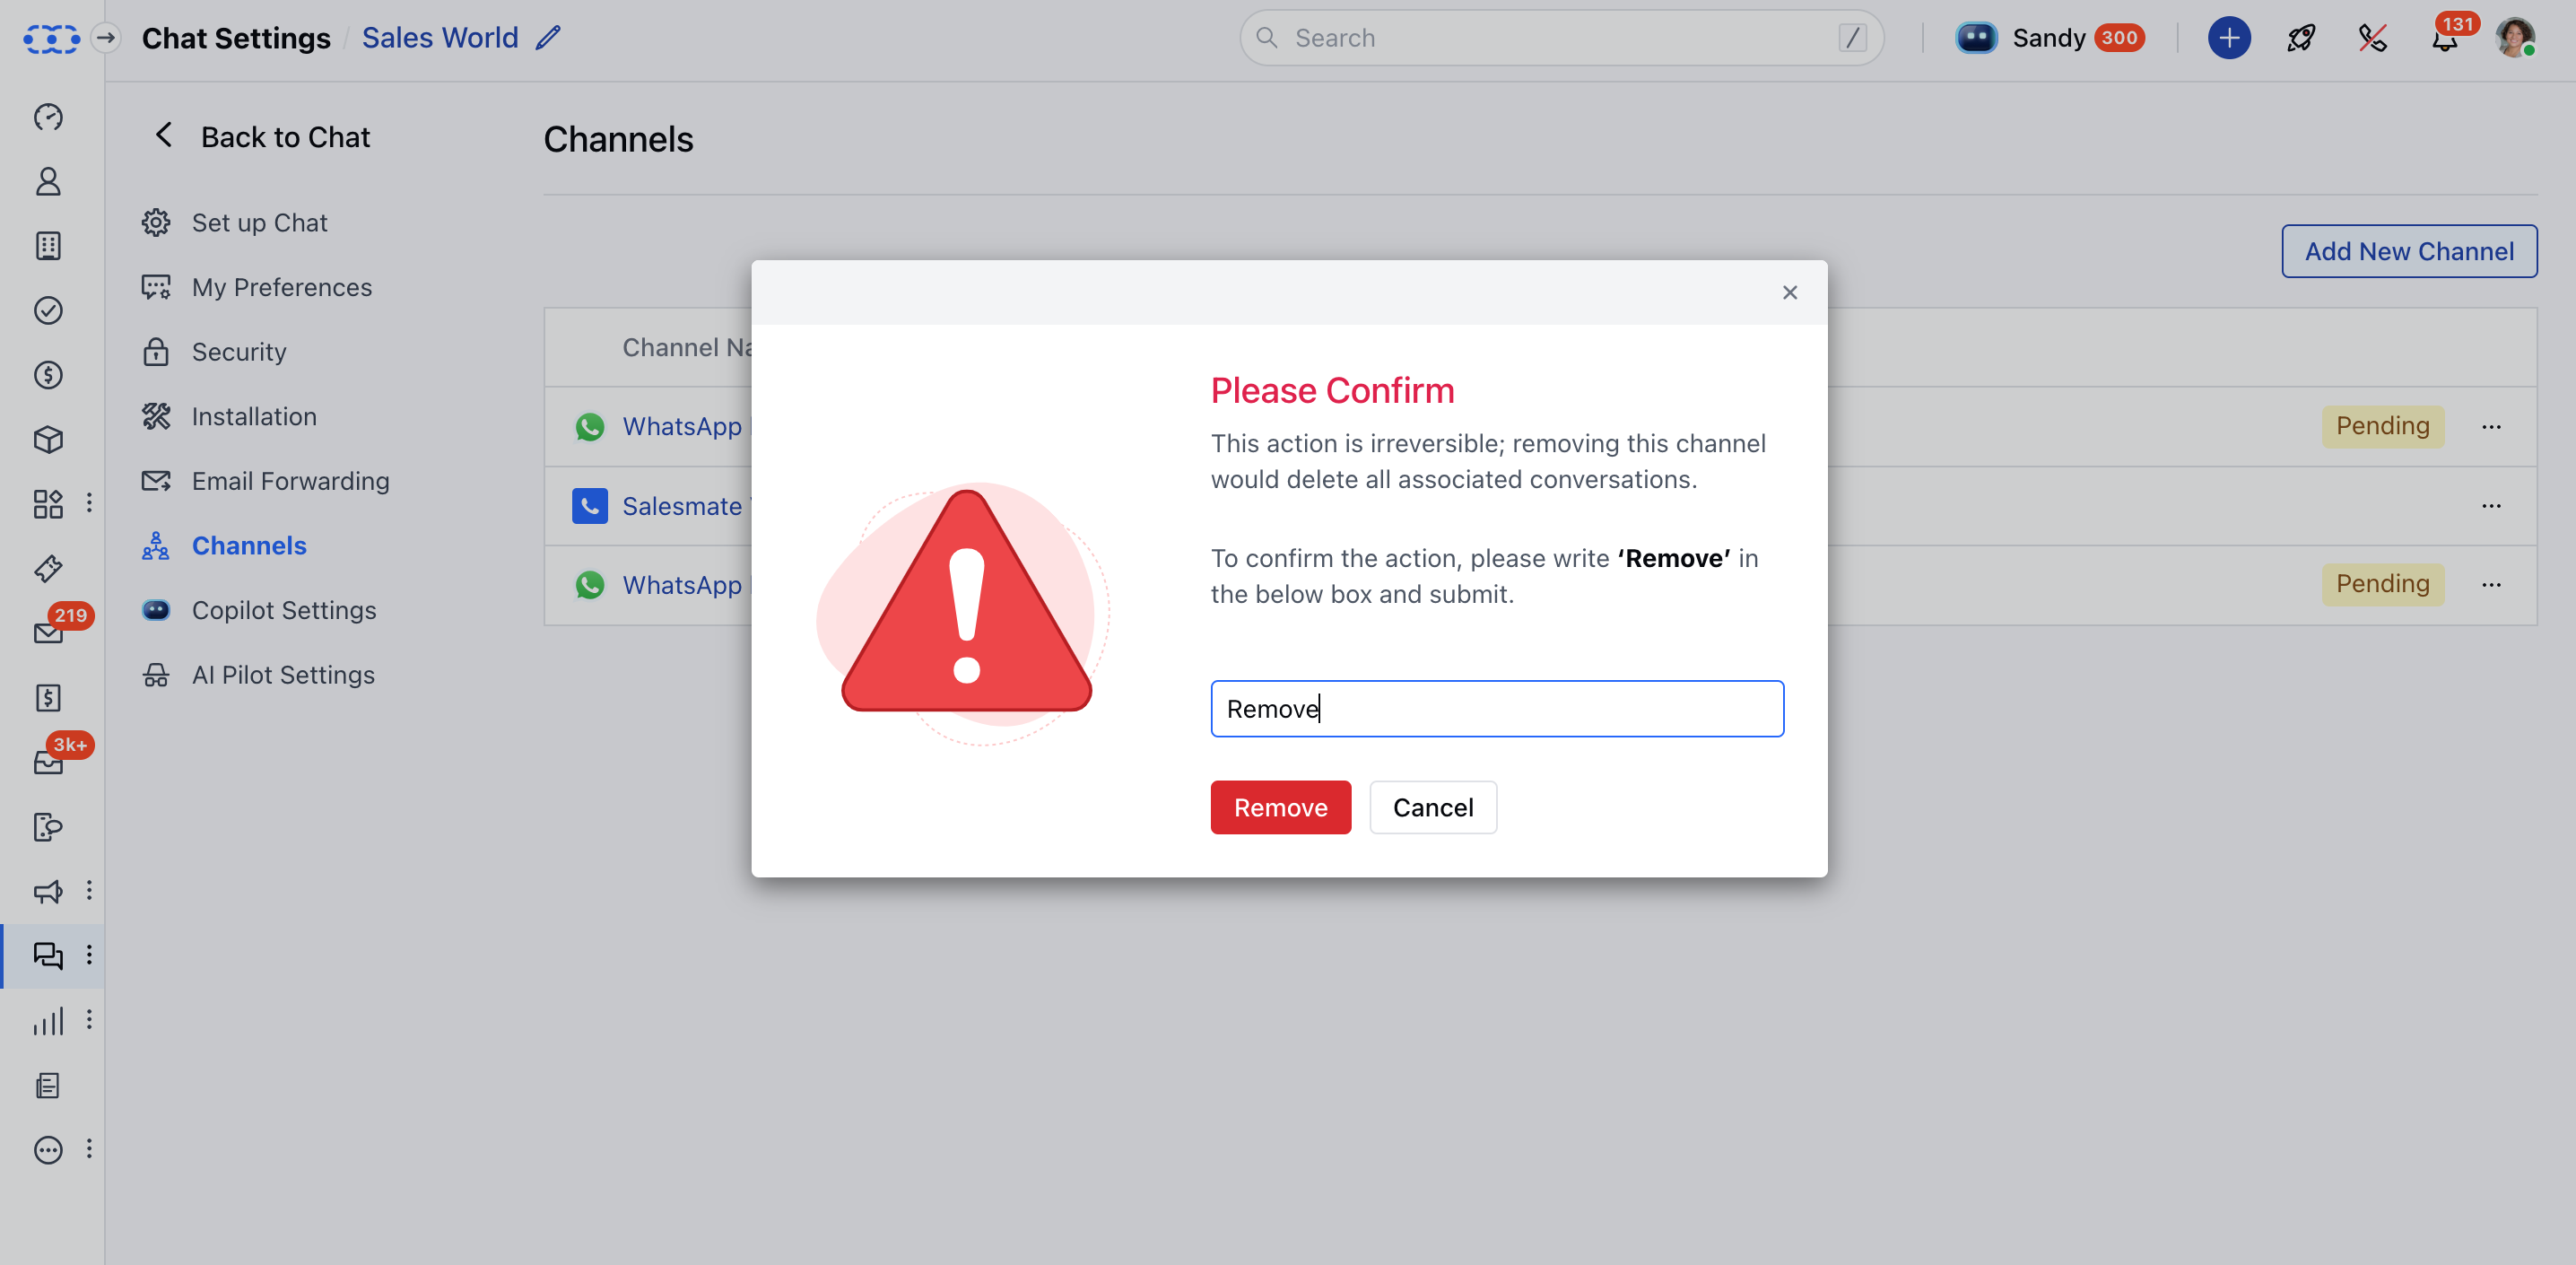 Chat Settings / Sales World
Search
/
Sandy 300
131
Back to Chat
Set up Chat
My Preferences
Security
Installation
Email Forwarding
Channels
Copilot Settings
AI Pilot Settings
219
3k+
Channels
Add New Channel
Channel Na
WhatsApp
Pending
Salesmate
WhatsApp
Pending
Please Confirm
This action is irreversible; removing this channel
would delete all associated conversations.
To confirm the action, please write ‘Remove’ in
the below box and submit.
Remove
Remove
Cancel